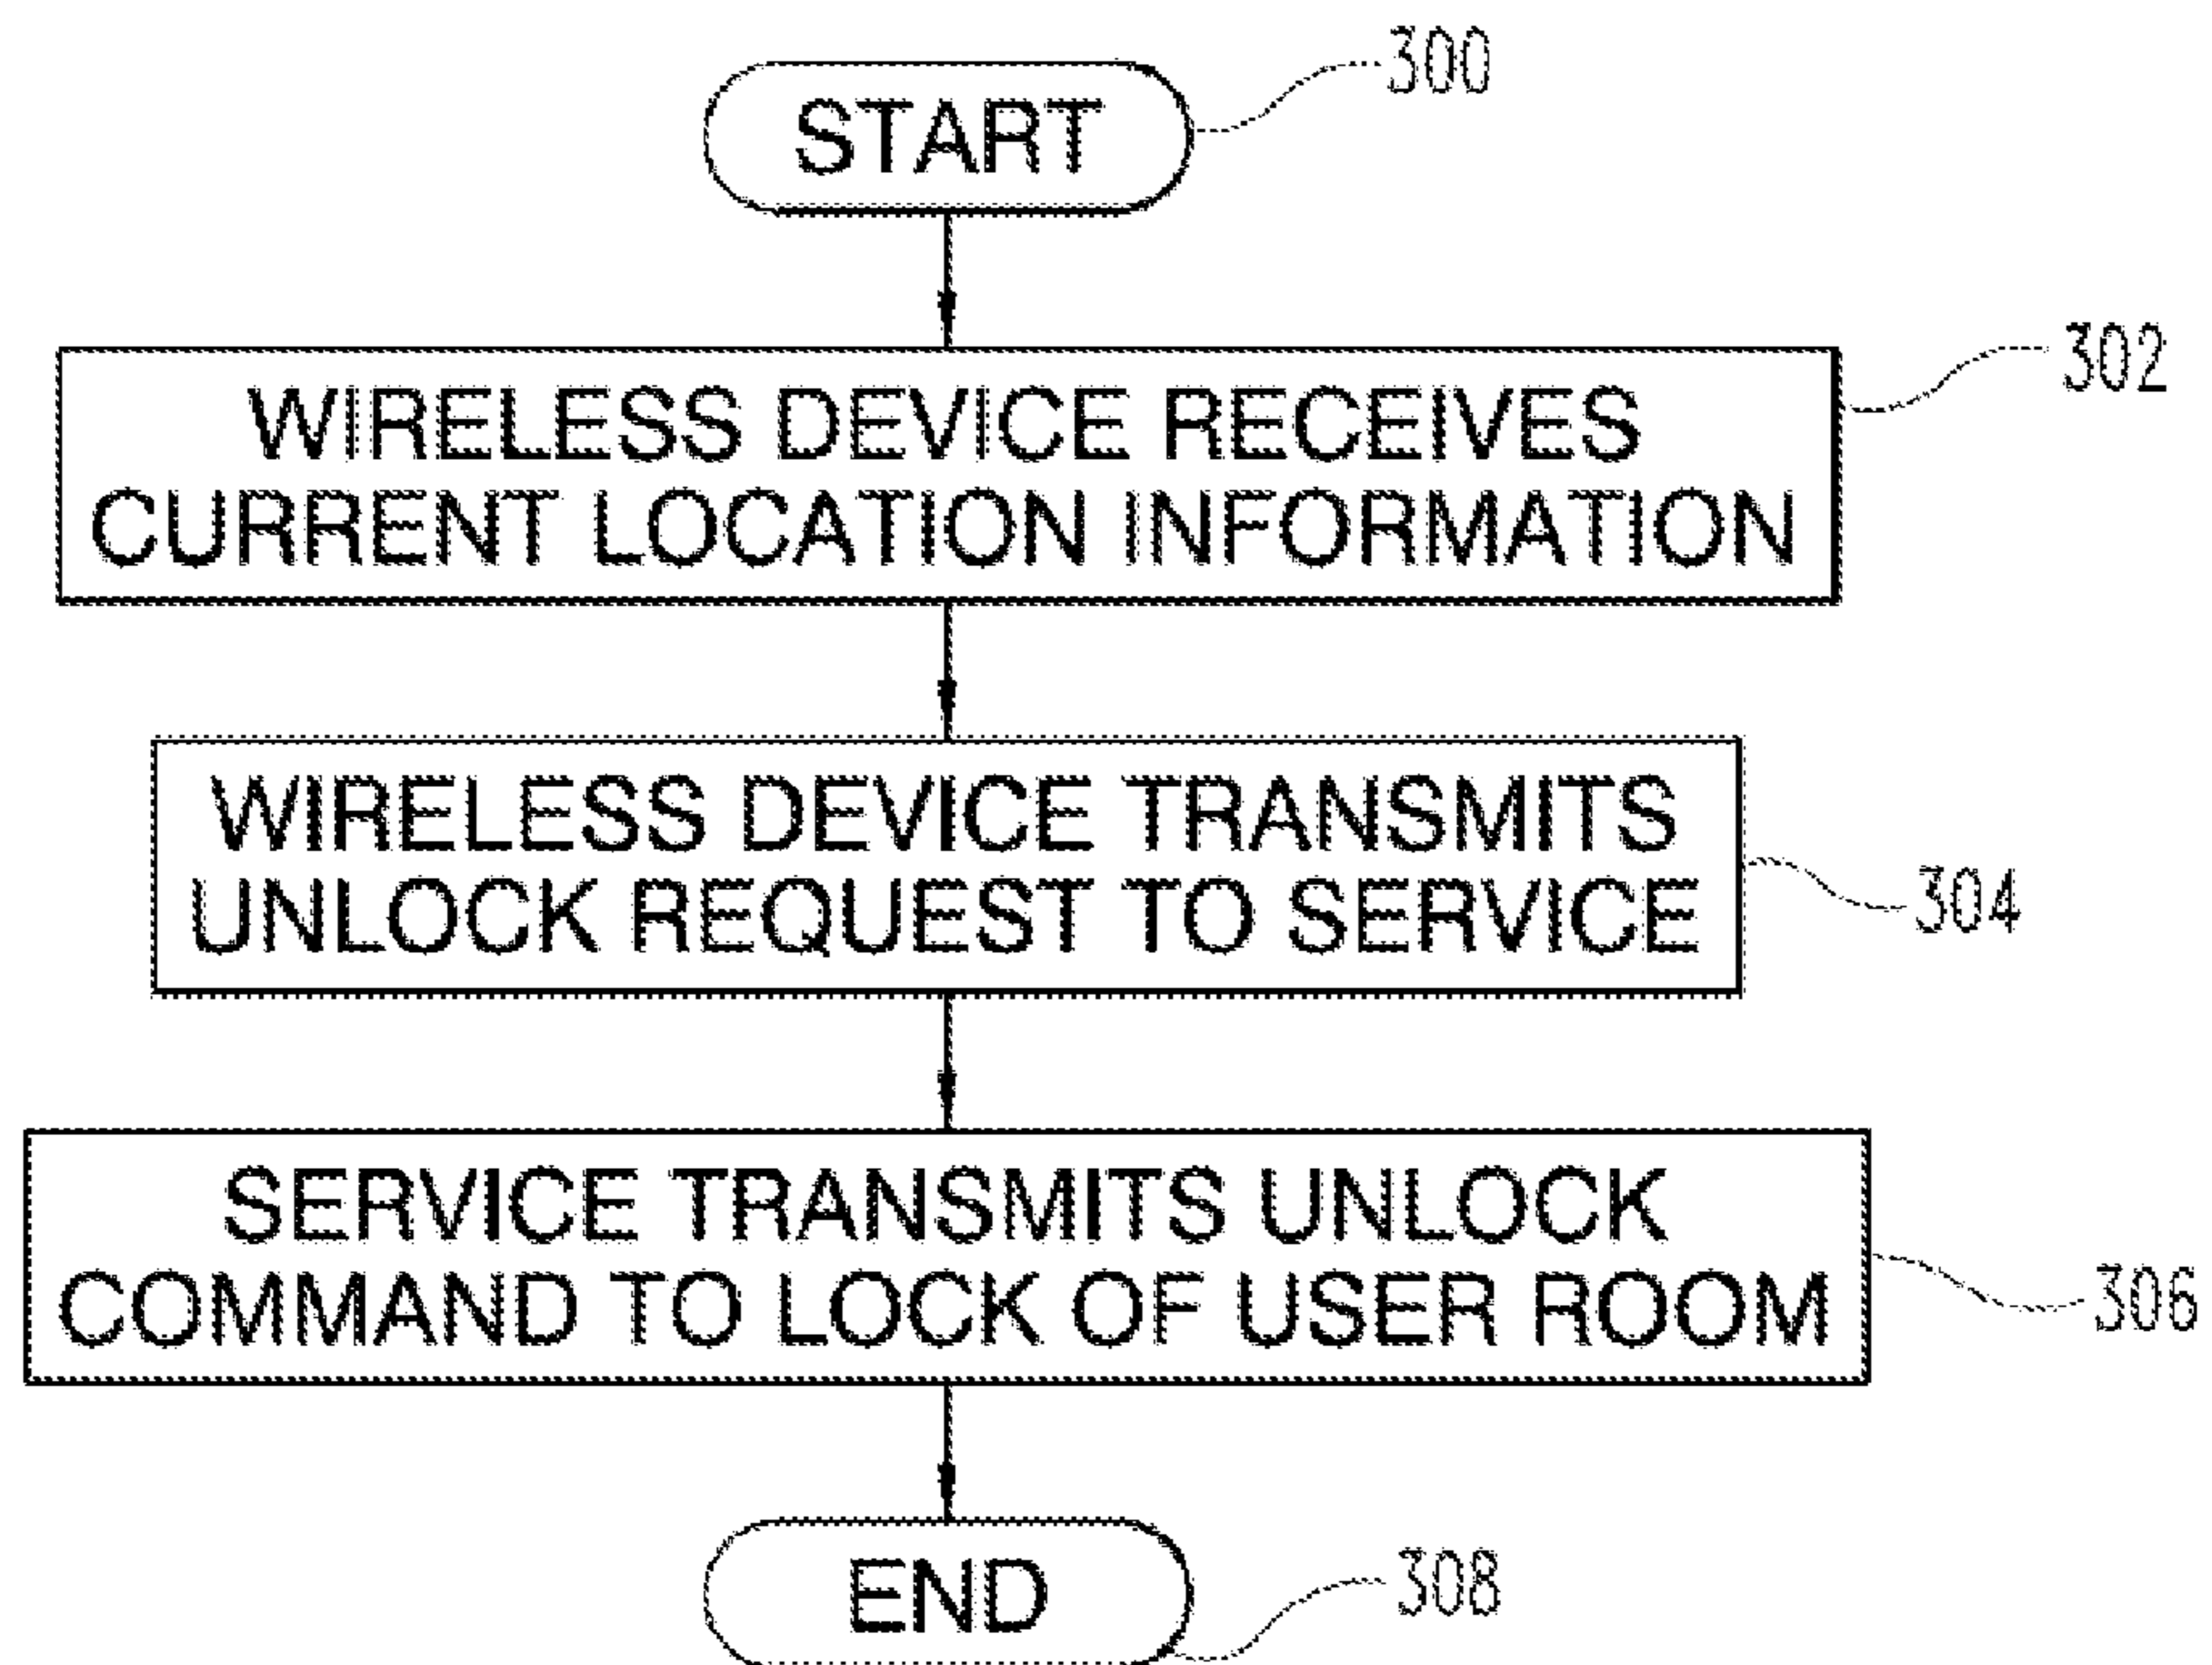 START
300
WIRELESS DEVICE RECEIVES
CURRENT LOCATION INFORMATION
302
WIRELESS DEVICE TRANSMITS
UNLOCK REQUEST TO SERVICE
304
SERVICE TRANSMITS UNLOCK
COMMAND TO LOCK OF USER ROOM
306
END
308